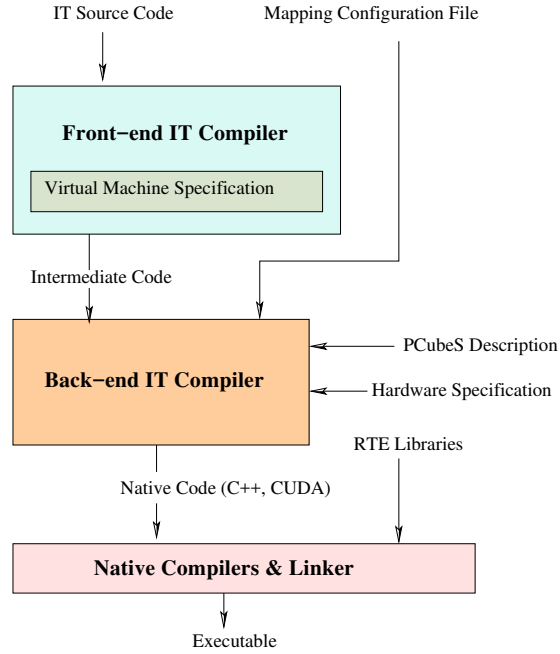 IT Source Code
Mapping Configuration File
Front-end IT Compiler
Virtual Machine Specification
Intermediate Code
Back-end IT Compiler
PCubeS Description
Hardware Specification
RTE Libraries
Native Code (C++, CUDA)
Native Compilers & Linker
Executable